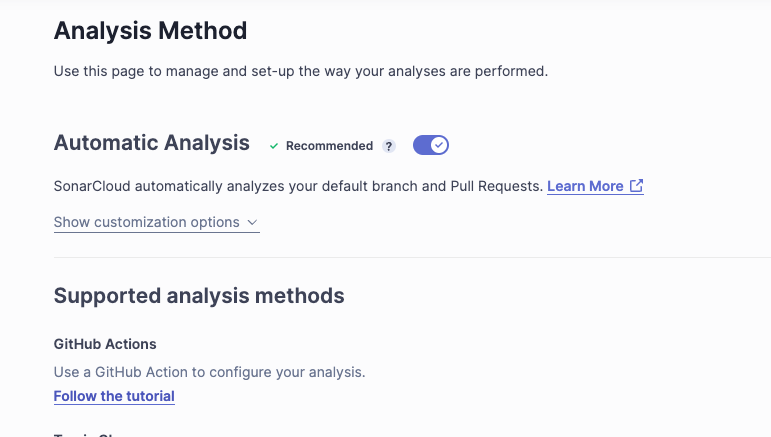 Analysis Method
Use this page to manage and set-up the way your analyses are performed.
Automatic Analysis Recommended ?
SonarCloud automatically analyzes your default branch and Pull Requests. Learn More
Show customization options
Supported analysis methods
GitHub Actions
Use a GitHub Action to configure your analysis.
Follow the tutorial